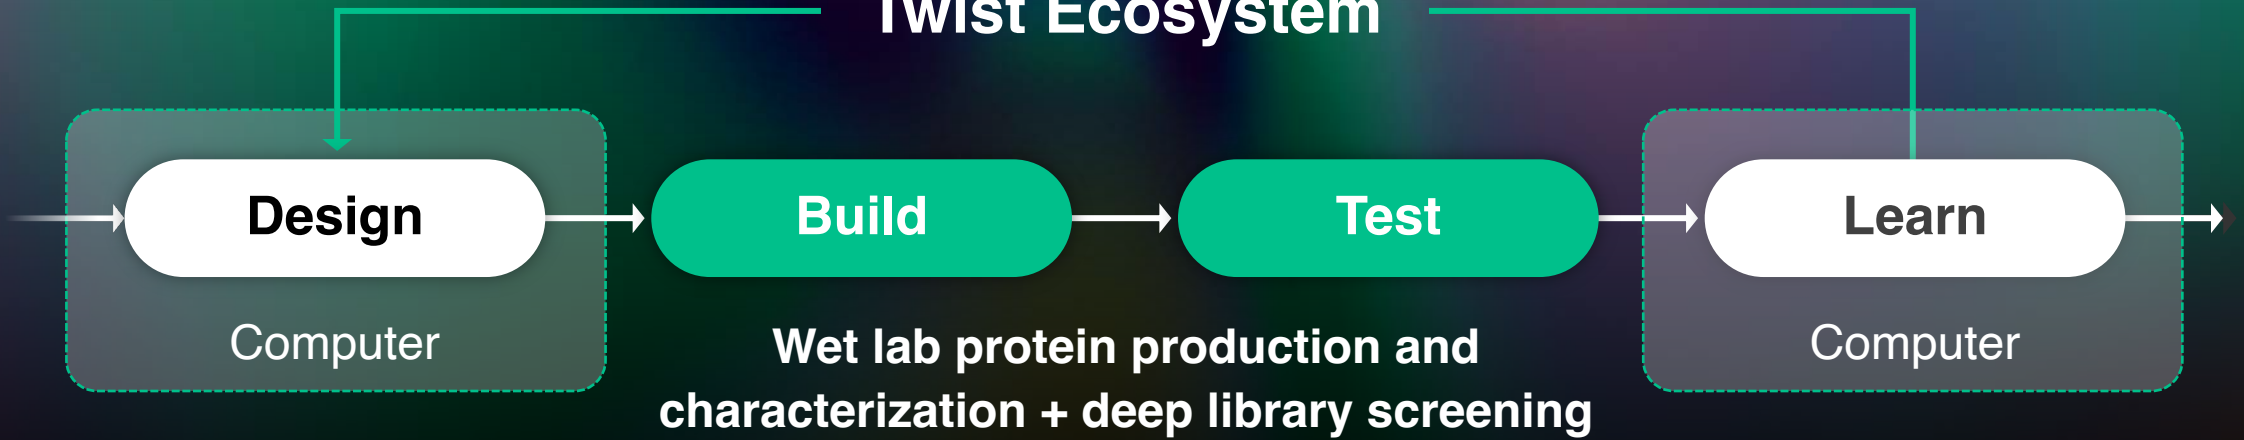 Twist Ecosystem
Design
Build
Test
Learn
Computer
Wet lab protein production and
characterization + deep library screening
Computer